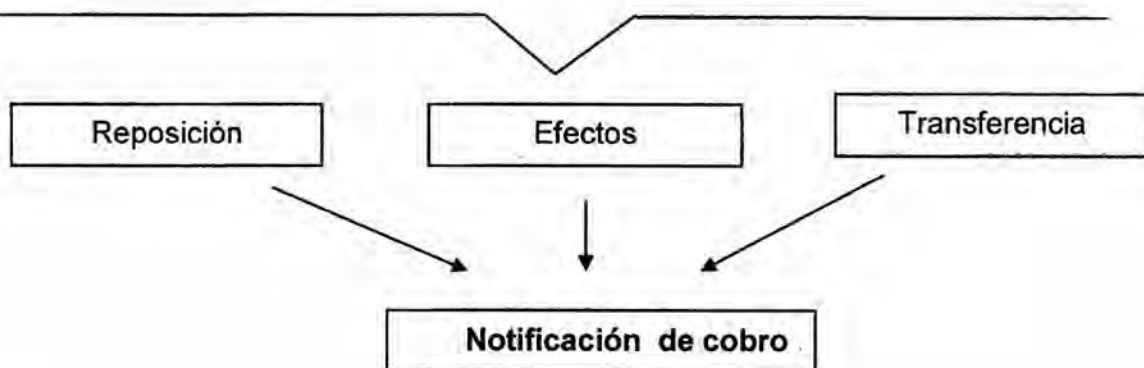 Reposición
Efectos
Transferencia
Notificación de cobro